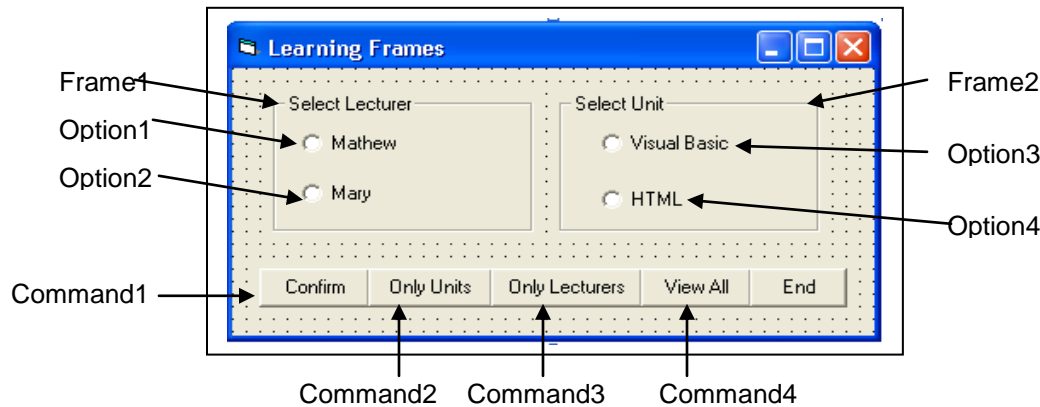 Learning Frames
Frame1
Frame2
Select Lecturer
Select Unit
Option1
Mathew
Visual Basic
Option3
Option2
Mary
HTML
Option4
Command1
Confirm
Only Units
Only Lecturers
View All
End
Command2
Command3
Command4